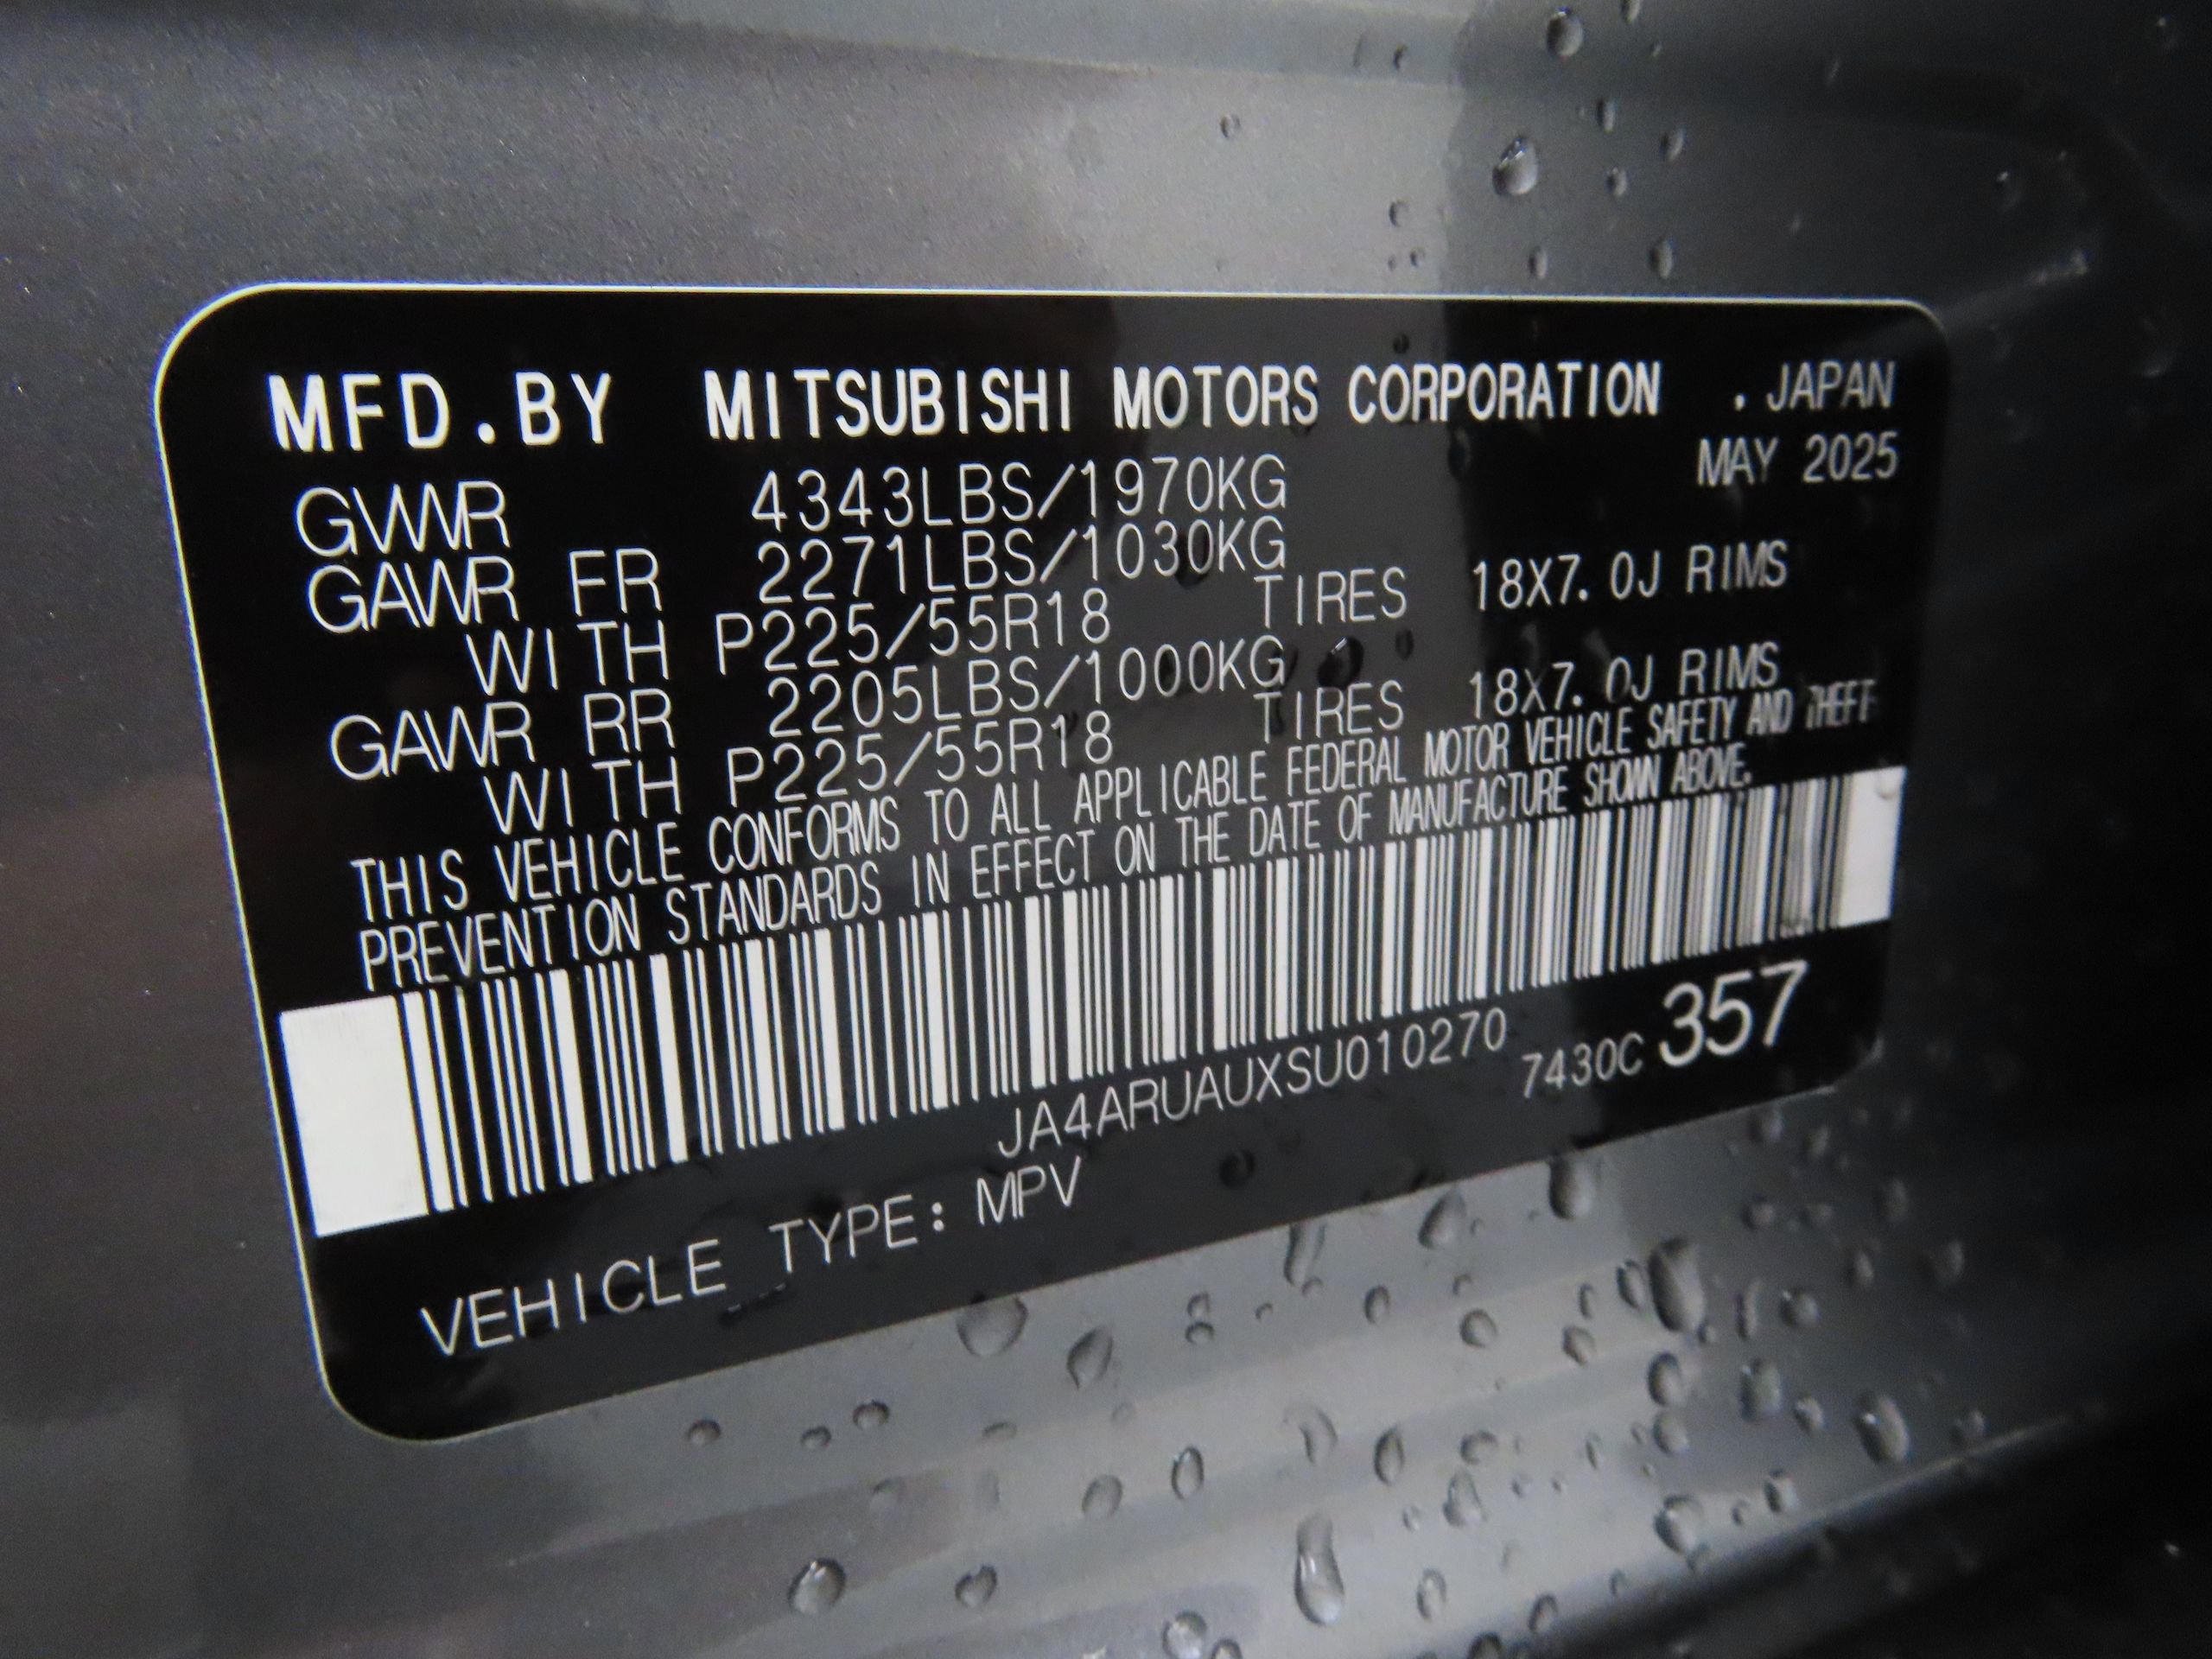 MFD.BY MITSUBISHI MOTORS CORPORATION . JAPAN
MAY 2025
GVWR 4343LBS/1970KG
GAWR FR 2271LBS/1030KG
WITH P225/55R18 TIRES 18X7.0J RIMS
GAWR RR 2205LBS/1000KG
WITH P225/55R18 TIRES 18X7.0J RIMS
THIS VEHICLE CONFORMS TO ALL APPLICABLE FEDERAL MOTOR VEHICLE SAFETY AND THEFT
PREVENTION STANDARDS IN EFFECT ON THE DATE OF MANUFACTURE SHOWN ABOVE.
JA4ARUAUXSU010270 7430C 357
VEHICLE TYPE: MPV